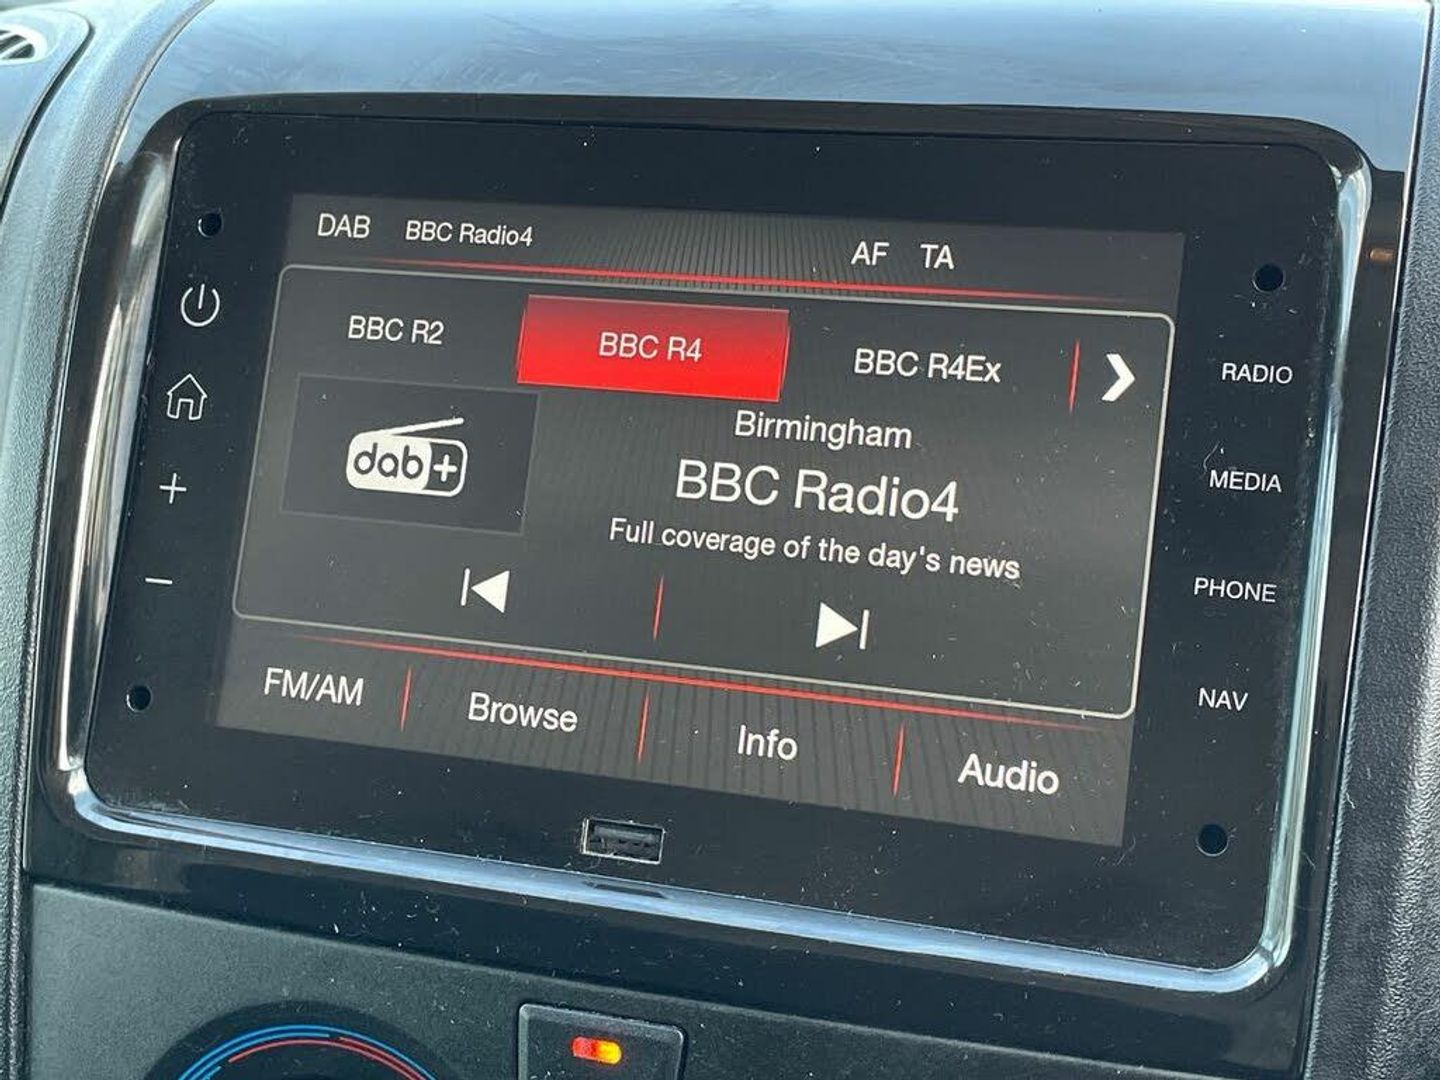 DAB BBC Radio4 AF TA
BBC R2 BBC R4 BBC R4Ex
dab+
Birmingham
BBC Radio4
Full coverage of the day's news
FM/AM Browse Info Audio
RADIO
MEDIA
PHONE
NAV